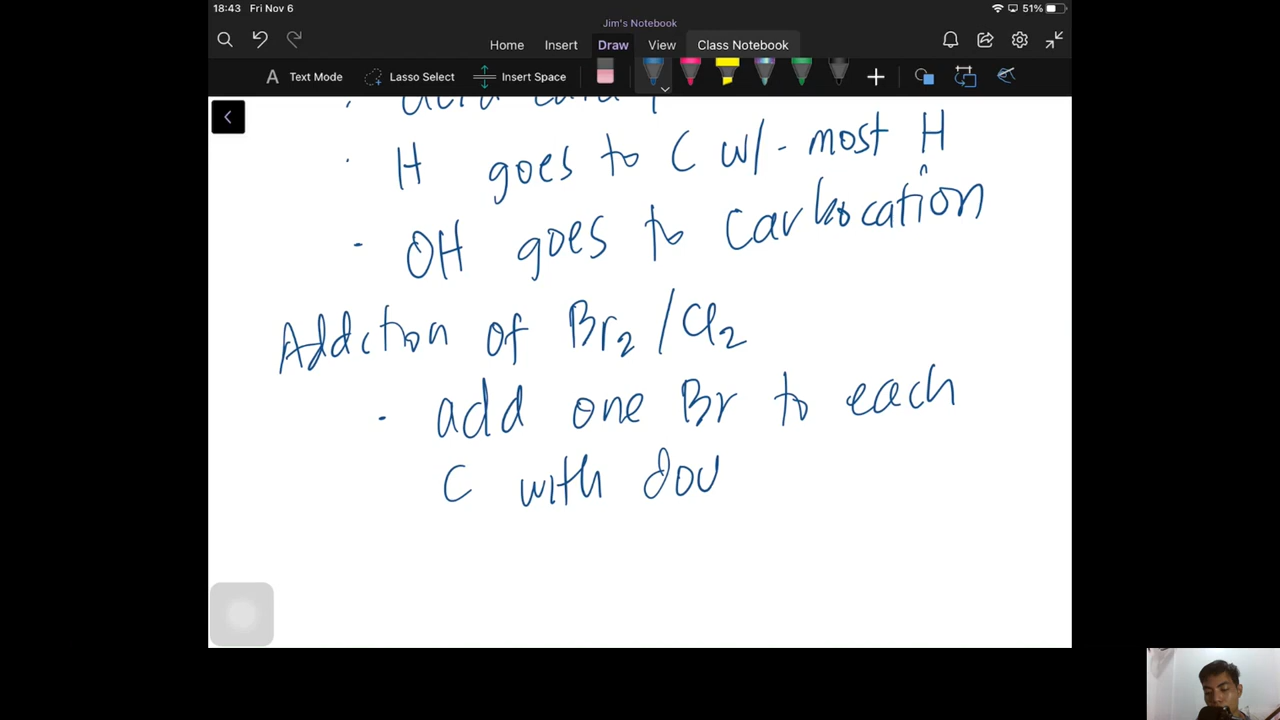 18:43 Fri Nov 6
51%
Jim's Notebook
Home Insert Draw View Class Notebook
A Text Mode Lasso Select Insert Space
H goes to C w/ most H
OH goes to Carbocation
Addition of Br2/Cl2
add one Br to each
C with dou